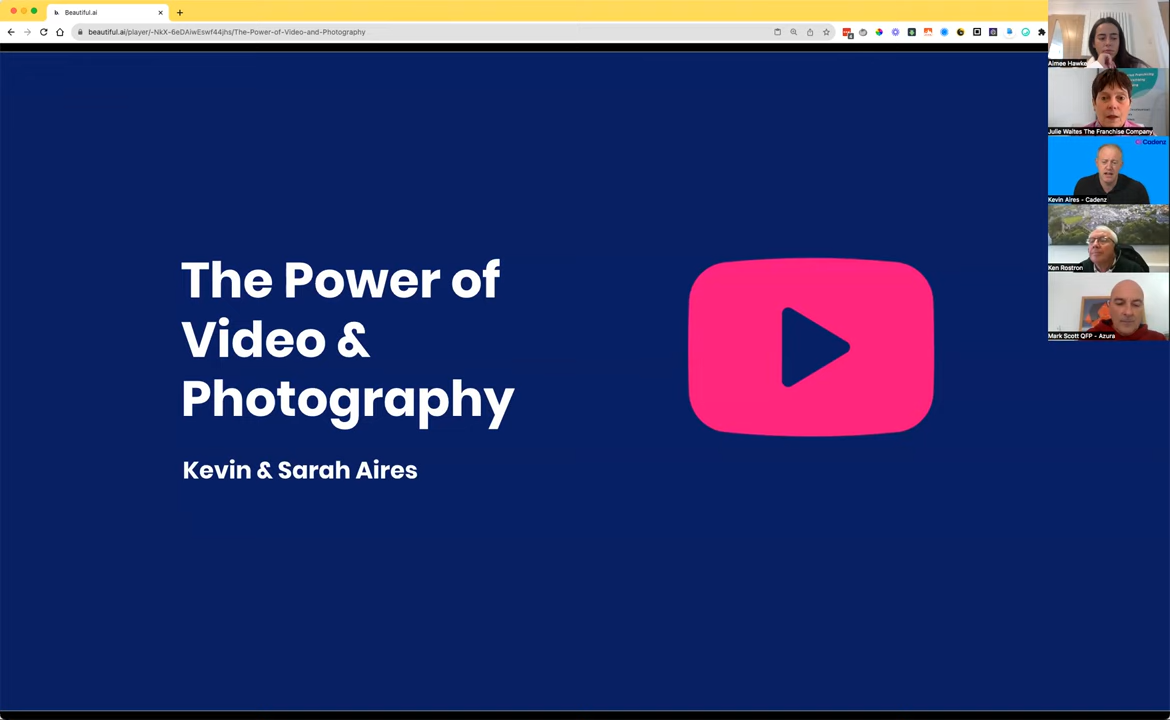 Beautiful.ai
beautiful.ai/player/-NkX-6eDAiwEswf44jhs/The-Power-of-Video-and-Photography
The Power of
Video &
Photography
Kevin & Sarah Aires
Aimee Hawke
Julie Waites The Franchise Company
Cadenz
Kevin Aires - Cadenz
Ken Rostron
Mark Scott QFP - Azura